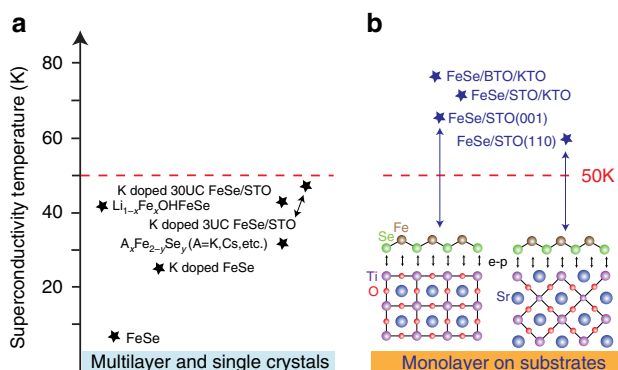 a
Superconductivity temperature (K)
80
60
40
20
K doped 30UC FeSe/STO
Li₁₋ₓFeₓOHFeSe
K doped 3UC FeSe/STO
AₓFe₂₋ᵧSeᵧ (A=K,Cs,etc.)
K doped FeSe
FeSe
Multilayer and single crystals
b
FeSe/BTO/KTO
FeSe/STO/KTO
FeSe/STO(001)
FeSe/STO(110)
50K
Fe
Se
e-p
Ti
O
Sr
Monolayer on substrates